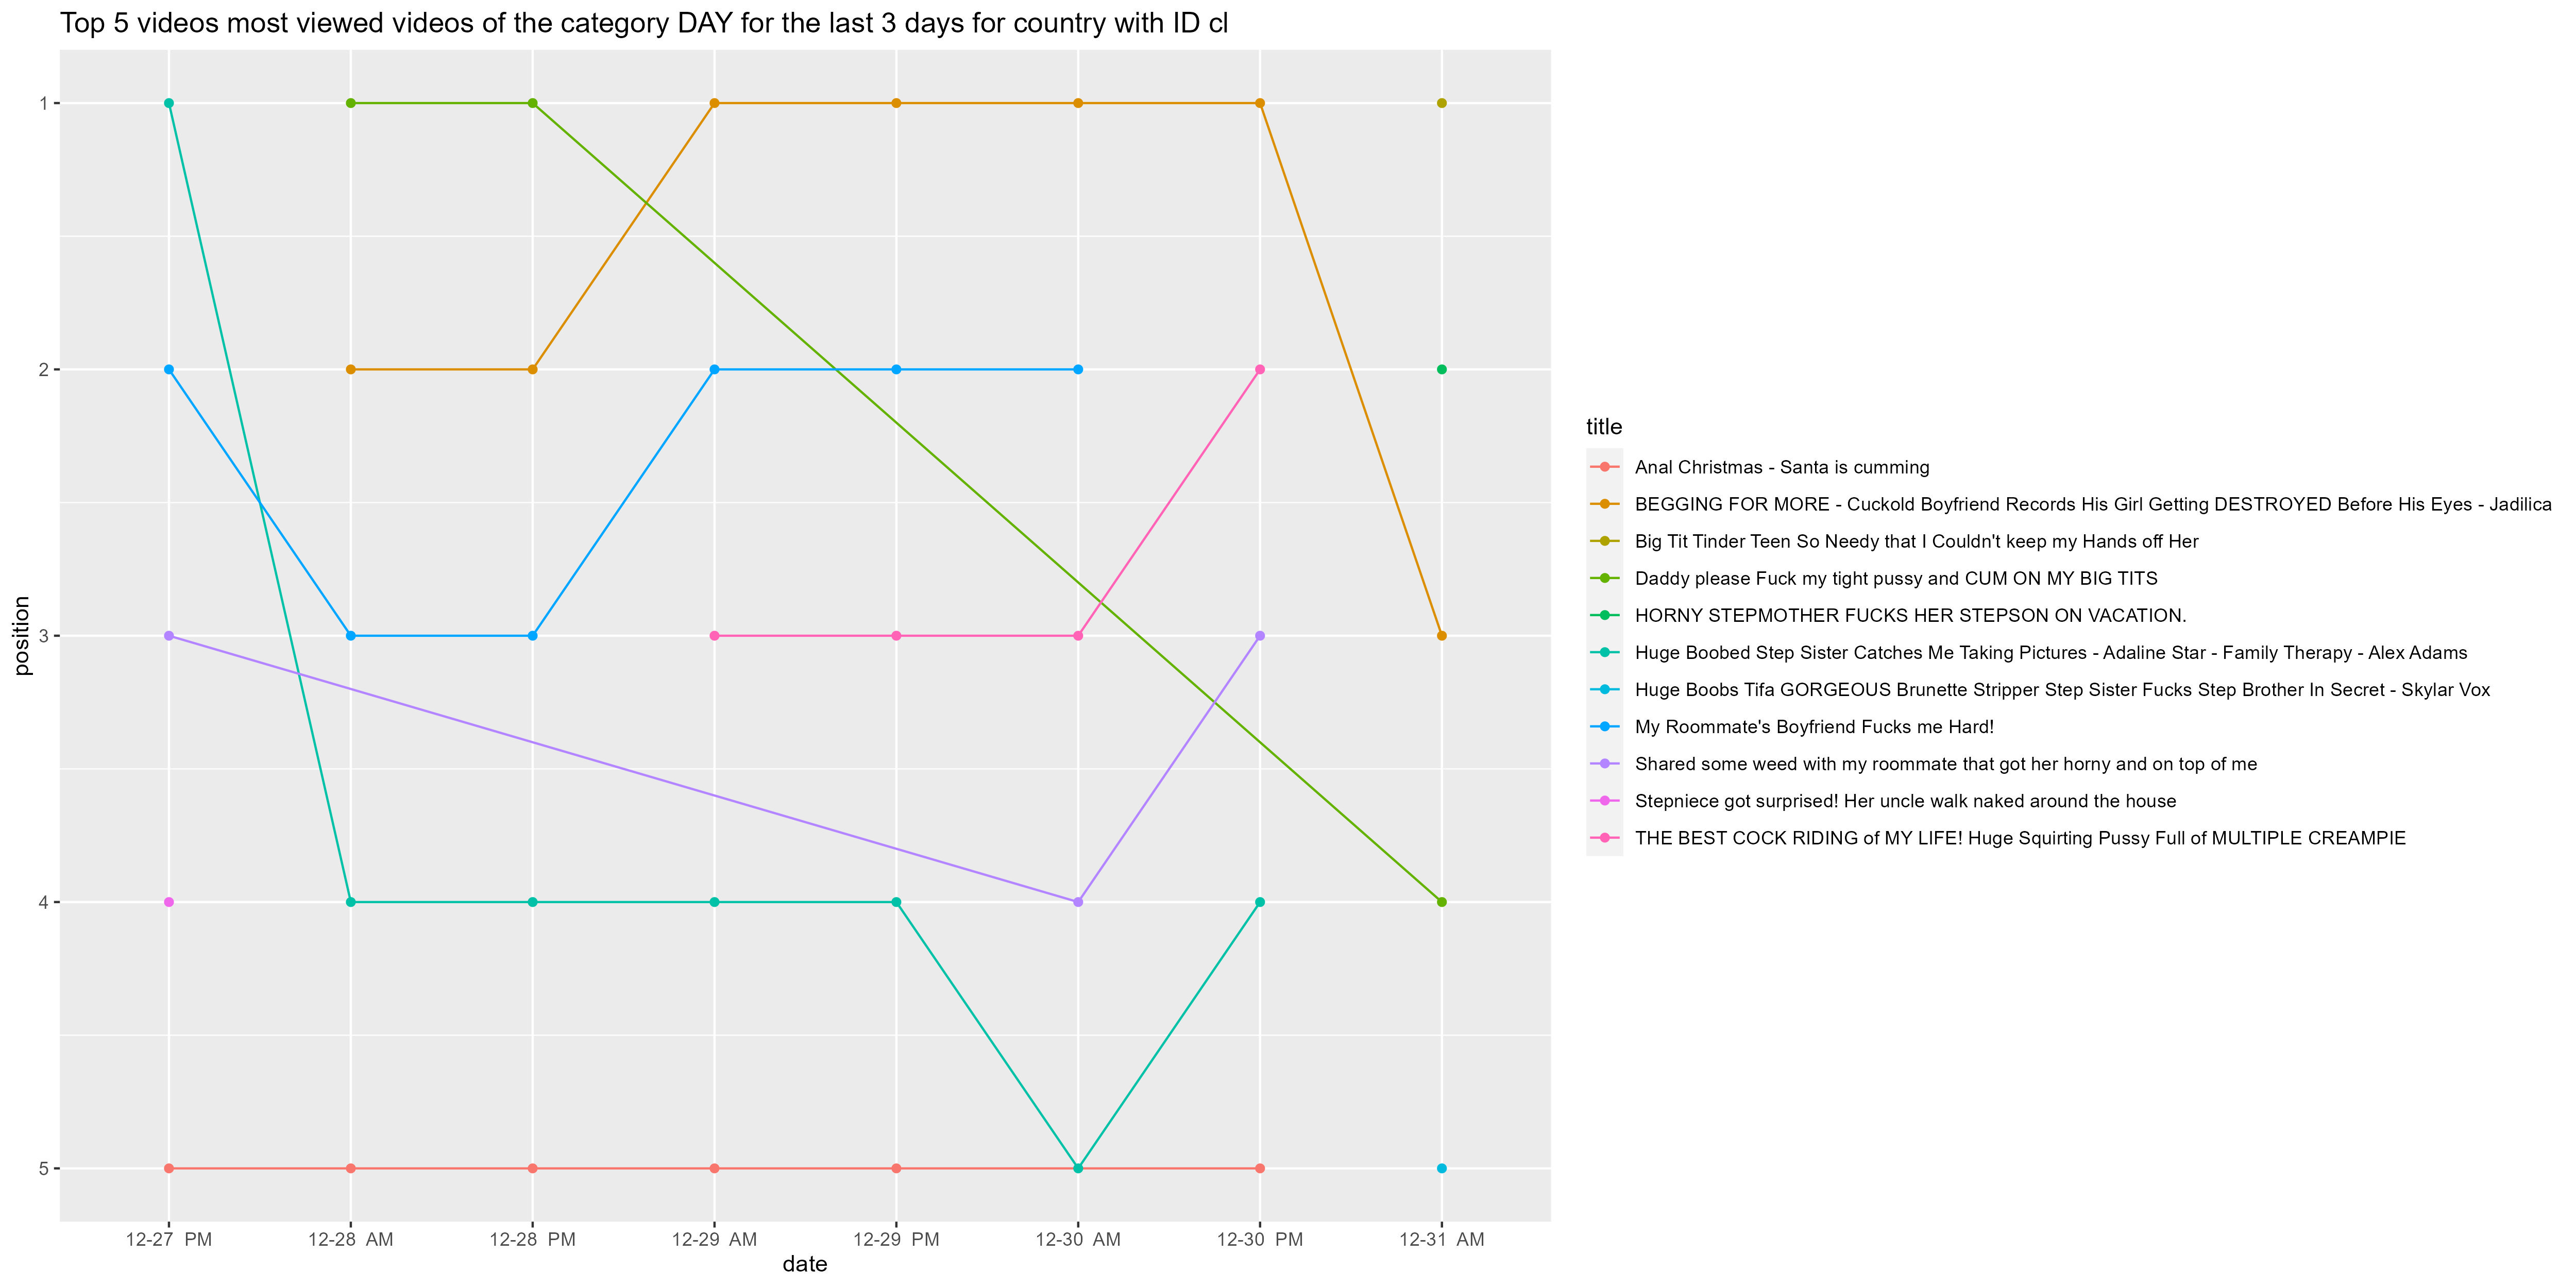 Top 5 videos most viewed videos of the category DAY for the last 3 days for country with ID cl
position
1
2
3
4
5
12-27 PM
12-28 AM
12-28 PM
12-29 AM
12-29 PM
12-30 AM
12-30 PM
12-31 AM
date
title
Anal Christmas - Santa is cumming
BEGGING FOR MORE - Cuckold Boyfriend Records His Girl Getting DESTROYED Before His Eyes - Jadilica
Big Tit Tinder Teen So Needy that I Couldn't keep my Hands off Her
Daddy please Fuck my tight pussy and CUM ON MY BIG TITS
HORNY STEPMOTHER FUCKS HER STEPSON ON VACATION.
Huge Boobed Step Sister Catches Me Taking Pictures - Adaline Star - Family Therapy - Alex Adams
Huge Boobs Tifa GORGEOUS Brunette Stripper Step Sister Fucks Step Brother In Secret - Skylar Vox
My Roommate's Boyfriend Fucks me Hard!
Shared some weed with my roommate that got her horny and on top of me
Stepniece got surprised! Her uncle walk naked around the house
THE BEST COCK RIDING of MY LIFE! Huge Squirting Pussy Full of MULTIPLE CREAMPIE